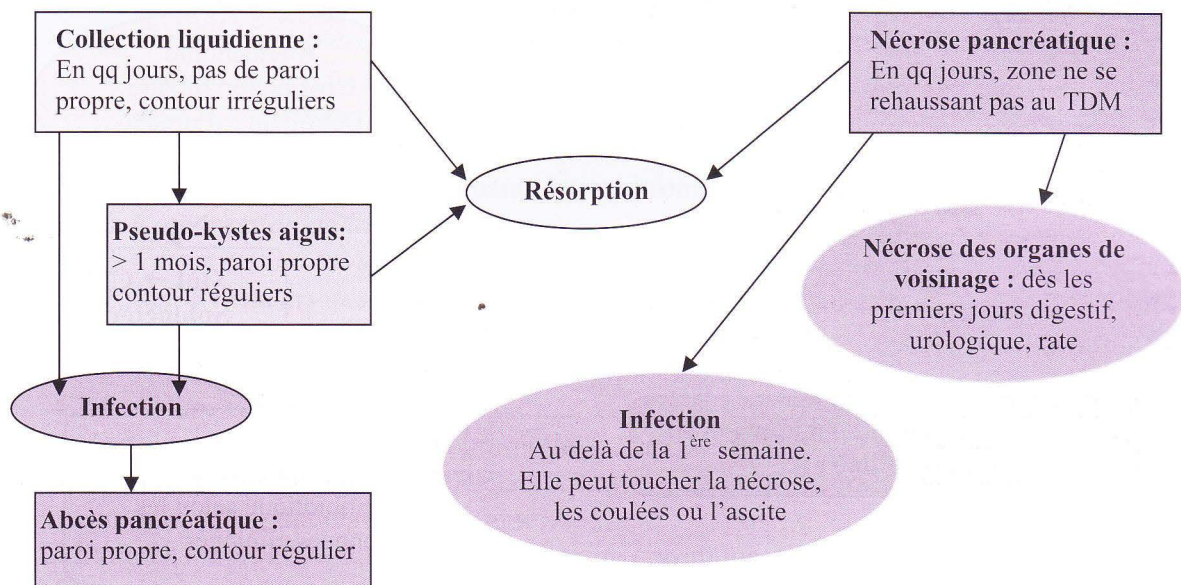 Collection liquidienne :
En qq jours, pas de paroi
propre, contour irréguliers
Nécrose pancréatique :
En qq jours, zone ne se
rehaussant pas au TDM
Résorption
Pseudo-kystes aigus:
> 1 mois, paroi propre
contour réguliers
Nécrose des organes de
voisinage : dès les
premiers jours digestif,
urologique, rate
Infection
Infection
Au delà de la 1ère semaine.
Elle peut toucher la nécrose,
les coulées ou l'ascite
Abcès pancréatique :
paroi propre, contour régulier